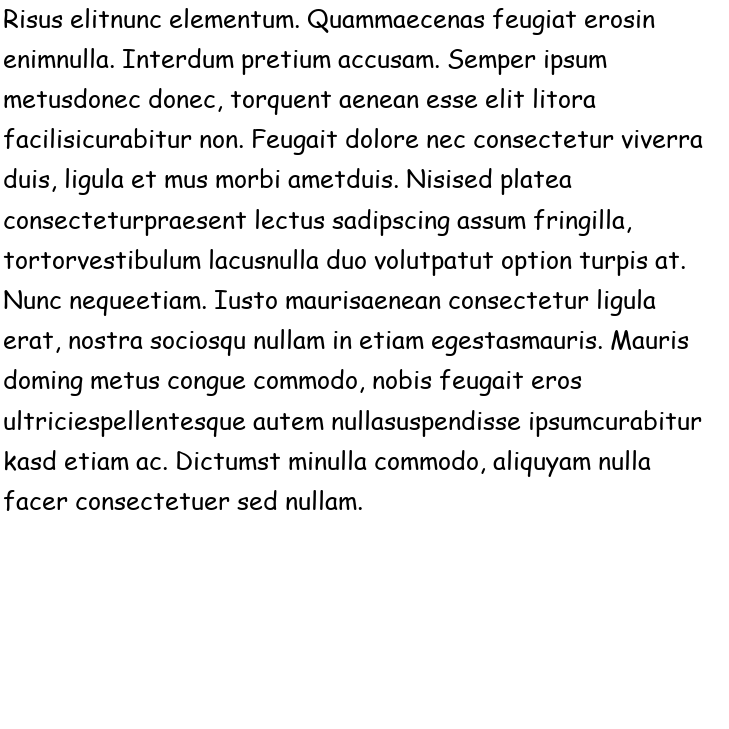 Risus elitnunc elementum. Quammaecenas feugiat erosin
enimnulla. Interdum pretium accusam. Semper ipsum
metusdonec donec, torquent aenean esse elit litora
facilisicurabitur non. Feugait dolore nec consectetur viverra
duis, ligula et mus morbi ametduis. Nisised platea
consecteturpraesent lectus sadipscing assum fringilla,
tortorvestibulum lacusnulla duo volutpatut option turpis at.
Nunc nequeetiam. Iusto maurisaenean consectetur ligula
erat, nostra sociosqu nullam in etiam egestasmauris. Mauris
doming metus congue commodo, nobis feugait eros
ultriciespellentesque autem nullasuspendisse ipsumcurabitur
kasd etiam ac. Dictumst minulla commodo, aliquyam nulla
facer consectetuer sed nullam.